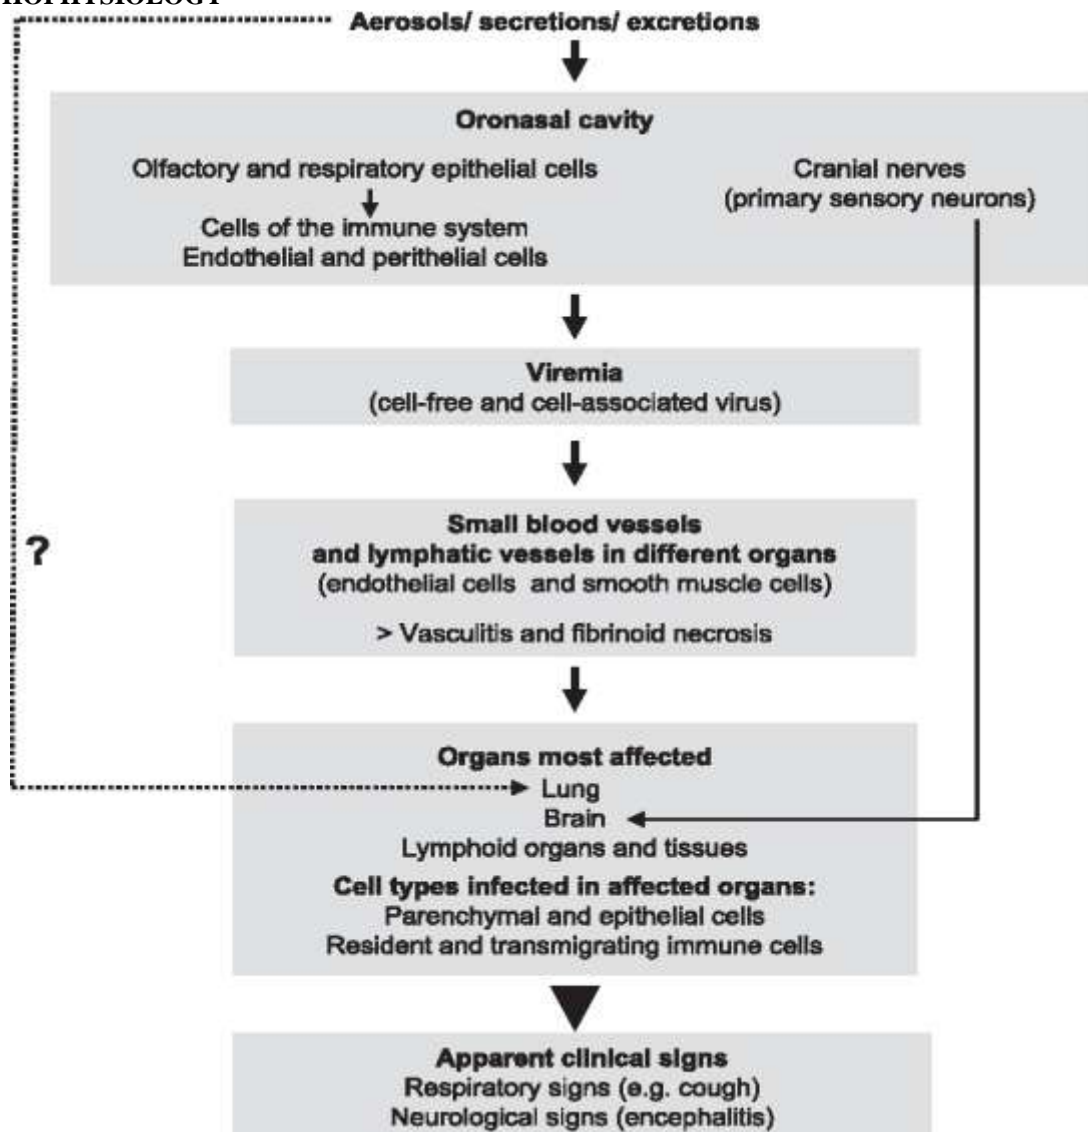 Aerosols/ secretions/ excretions
Oronasal cavity
Olfactory and respiratory epithelial cells
Cells of the immune system
Endothelial and perithelial cells
Cranial nerves
(primary sensory neurons)
Viremia
(cell-free and cell-associated virus)
Small blood vessels
and lymphatic vessels in different organs
(endothelial cells and smooth muscle cells)
> Vasculitis and fibrinoid necrosis
?
Organs most affected
Lung
Brain
Lymphoid organs and tissues
Cell types infected in affected organs:
Parenchymal and epithelial cells
Resident and transmigrating immune cells
Apparent clinical signs
Respiratory signs (e.g. cough)
Neurological signs (encephalitis)